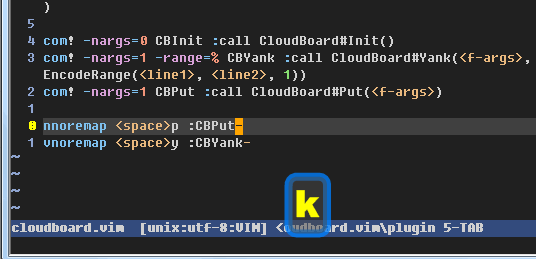 )
5
4 com! -nargs=0 CBInit :call CloudBoard#Init()
3 com! -nargs=1 -range=% CBYank :call CloudBoard#Yank(<f-args>,
EncodeRange(<line1>, <line2>, 1))
2 com! -nargs=1 CBPut :call CloudBoard#Put(<f-args>)
1
0 nnoremap <space>p :CBPut-
1 vnoremap <space>y :CBYank-
~
~
~
~
k
cloudboard.vim [unix:utf-8:VIM] <oudboard.vim\plugin 5-TAB